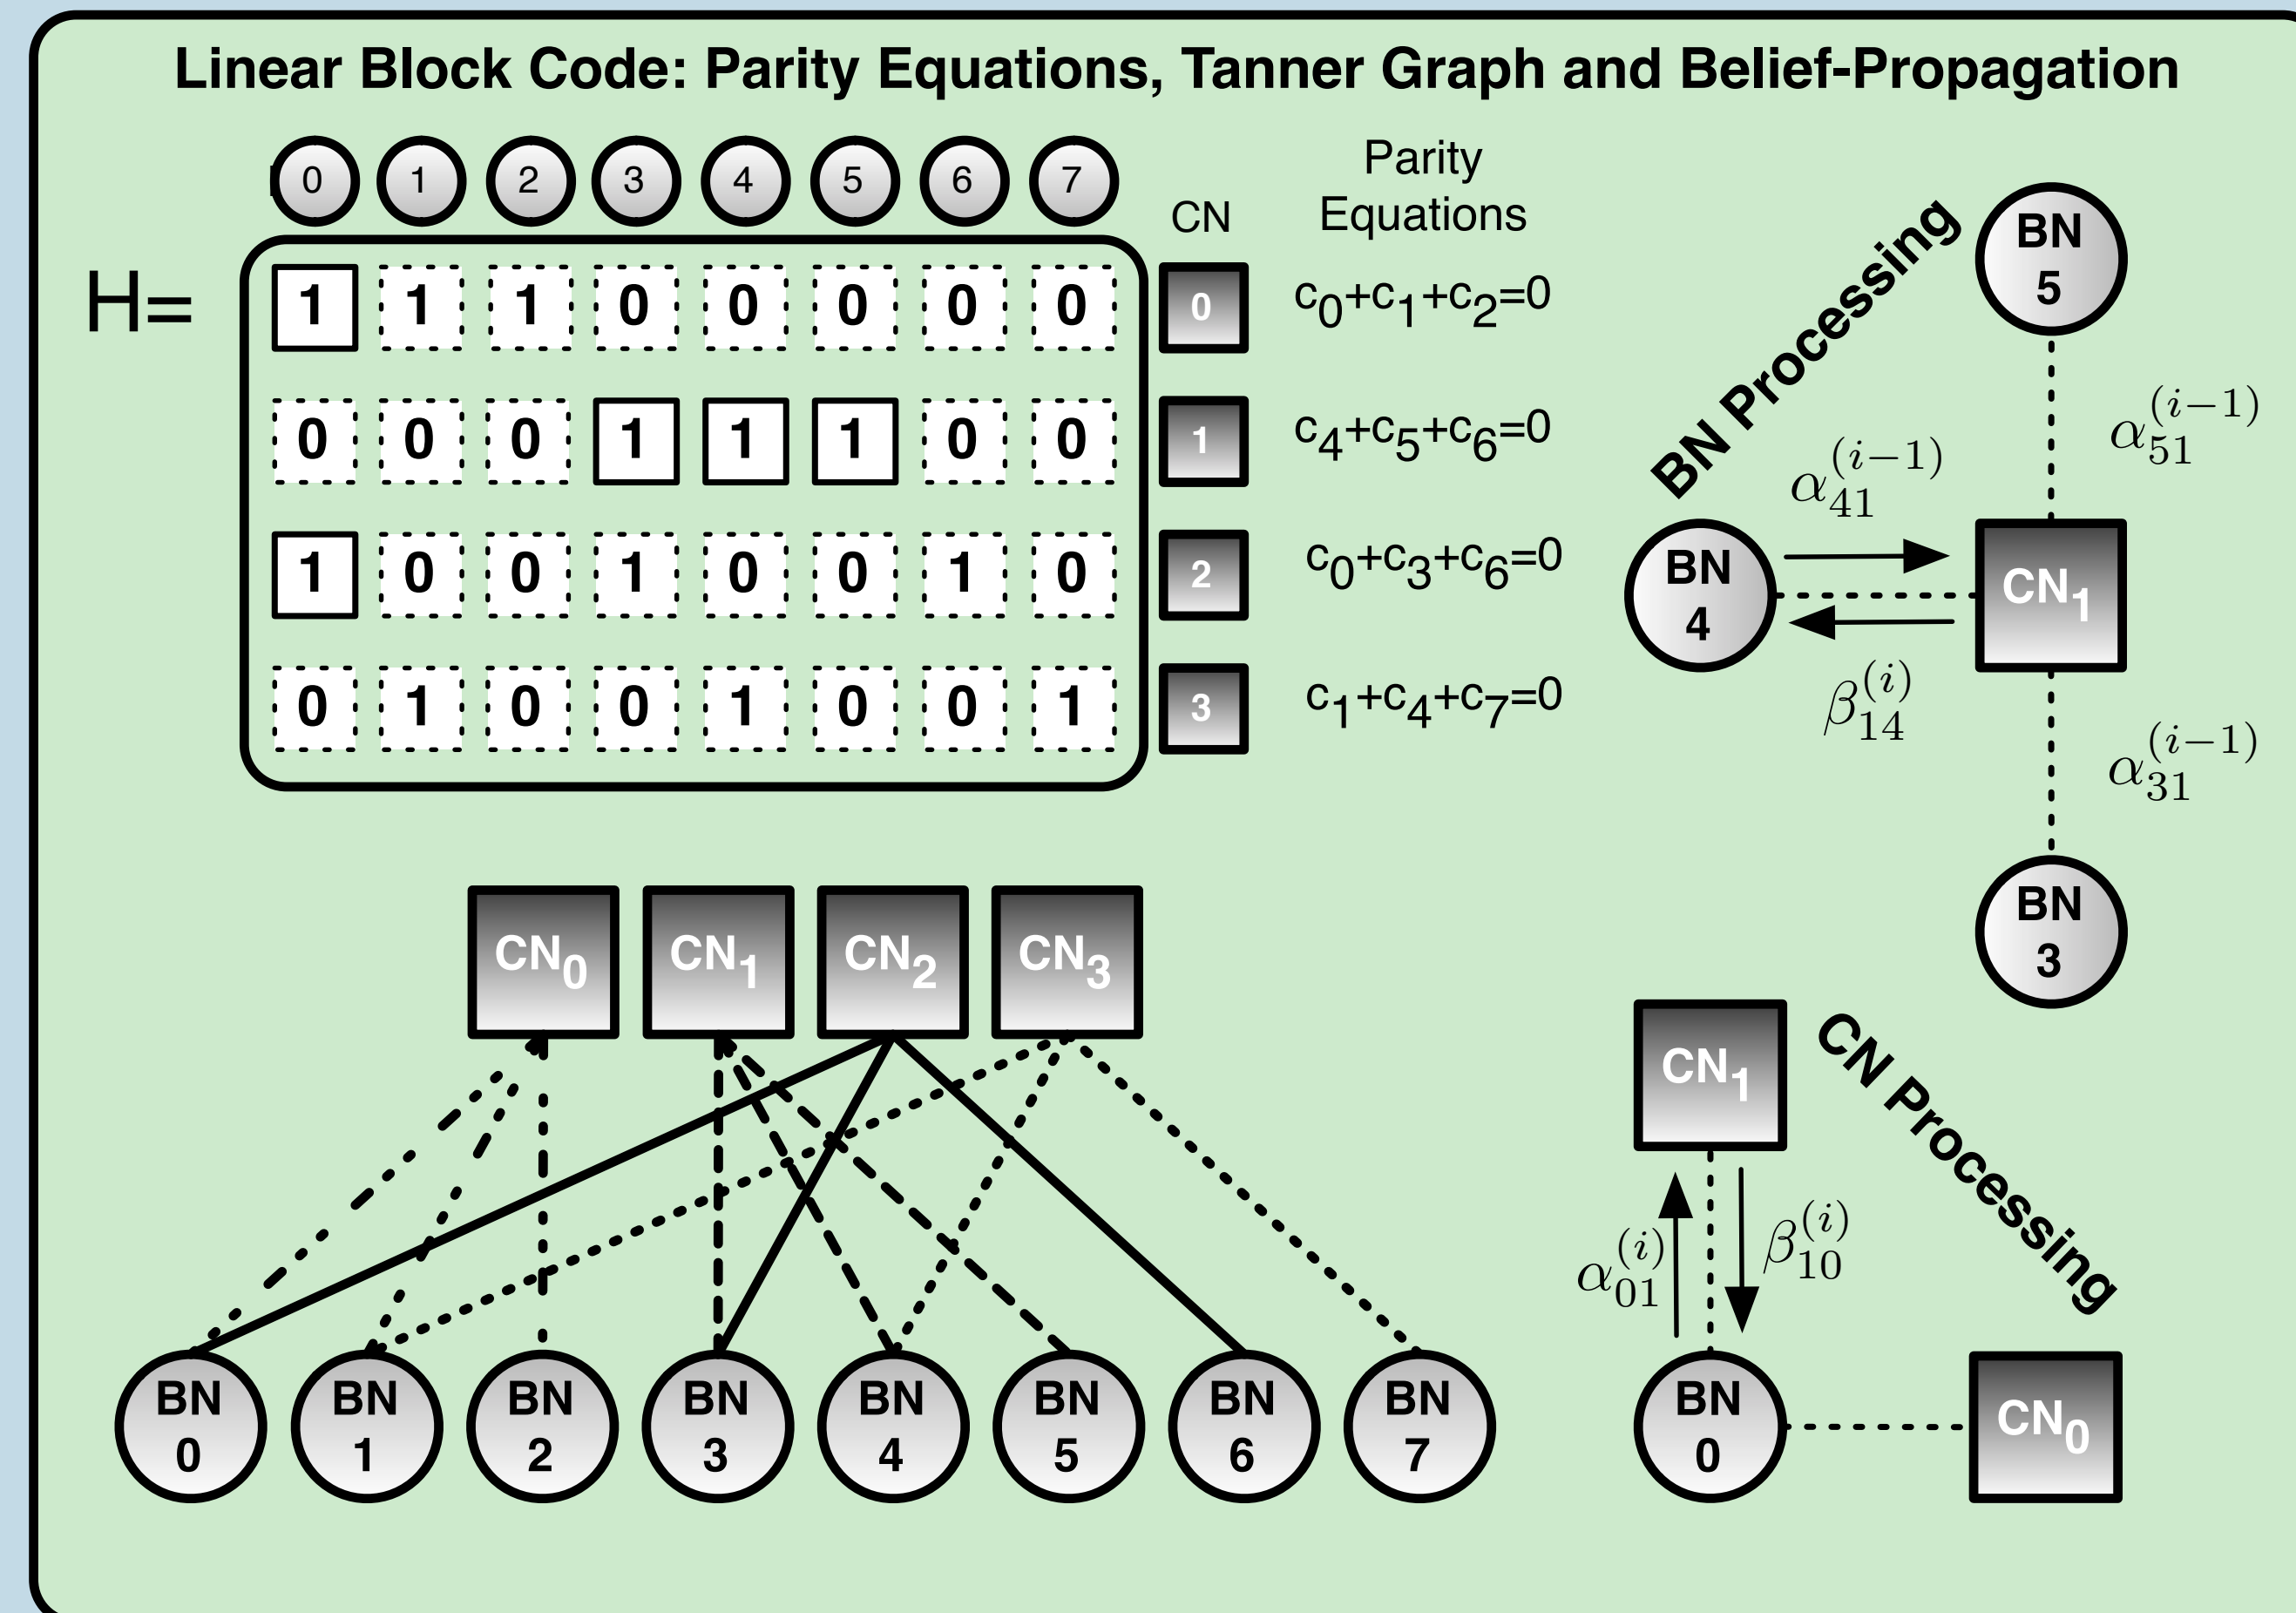 Linear Block Code: Parity Equations, Tanner Graph and Belief-Propagation
0 1 2 3 4 5 6 7
CN
Parity
Equations
H=
1 1 1 0 0 0 0 0
0
c0+c1+c2=0
0 0 0 1 1 1 0 0
1
c4+c5+c6=0
1 0 0 1 0 0 1 0
2
c0+c3+c6=0
0 1 0 0 1 0 0 1
3
c1+c4+c7=0
BN Processing
BN
5
α51(i−1)
α41(i−1)
BN
4
CN1
β14(i)
α31(i−1)
BN
3
CN0 CN1 CN2 CN3
BN
0
BN
1
BN
2
BN
3
BN
4
BN
5
BN
6
BN
7
CN1
CN Processing
α01(i)
β10(i)
BN
0
CN0